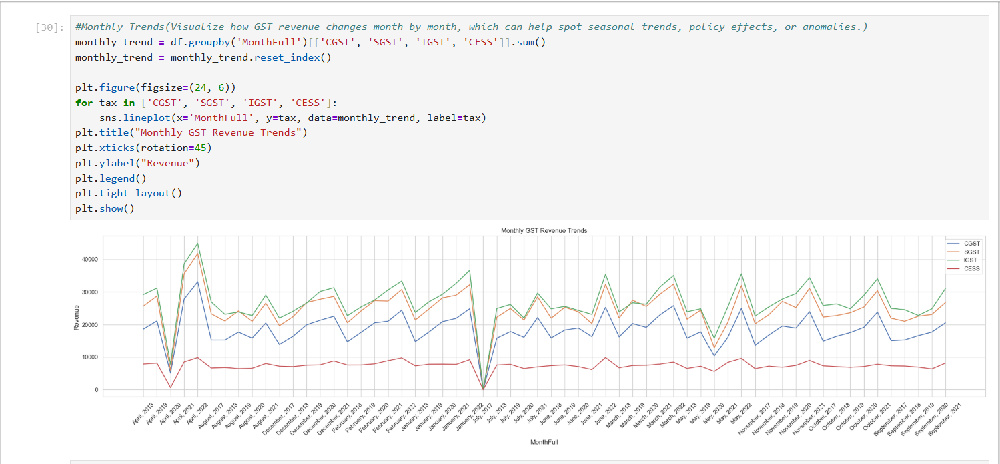 [30]: #Monthly Trends(Visualize how GST revenue changes month by month, which can help spot seasonal trends, policy effects, or anomalies.)
monthly_trend = df.groupby('MonthFull')[['CGST', 'SGST', 'IGST', 'CESS']].sum()
monthly_trend = monthly_trend.reset_index()
plt.figure(figsize=(24, 6))
for tax in ['CGST', 'SGST', 'IGST', 'CESS']:
    sns.lineplot(x='MonthFull', y=tax, data=monthly_trend, label=tax)
plt.title("Monthly GST Revenue Trends")
plt.xticks(rotation=45)
plt.ylabel("Revenue")
plt.legend()
plt.tight_layout()
plt.show()
Monthly GST Revenue Trends
CGST
SGST
IGST
CESS
40000
30000
20000
10000
0
Revenue
April, 2018
April, 2019
April, 2020
April, 2021
April, 2022
August, 2017
August, 2018
August, 2019
August, 2020
August, 2021
December, 2017
December, 2018
December, 2019
December, 2020
December, 2021
February, 2018
February, 2019
February, 2020
February, 2021
February, 2022
January, 2018
January, 2019
January, 2020
January, 2021
January, 2022
July, 2017
July, 2018
July, 2019
July, 2020
July, 2021
June, 2018
June, 2019
June, 2020
June, 2021
June, 2022
March, 2018
March, 2019
March, 2020
March, 2021
March, 2022
May, 2018
May, 2019
May, 2020
May, 2021
May, 2022
November, 2017
November, 2018
November, 2019
November, 2020
November, 2021
October, 2017
October, 2018
October, 2019
October, 2020
October, 2021
September, 2017
September, 2018
September, 2019
September, 2020
September, 2021
MonthFull